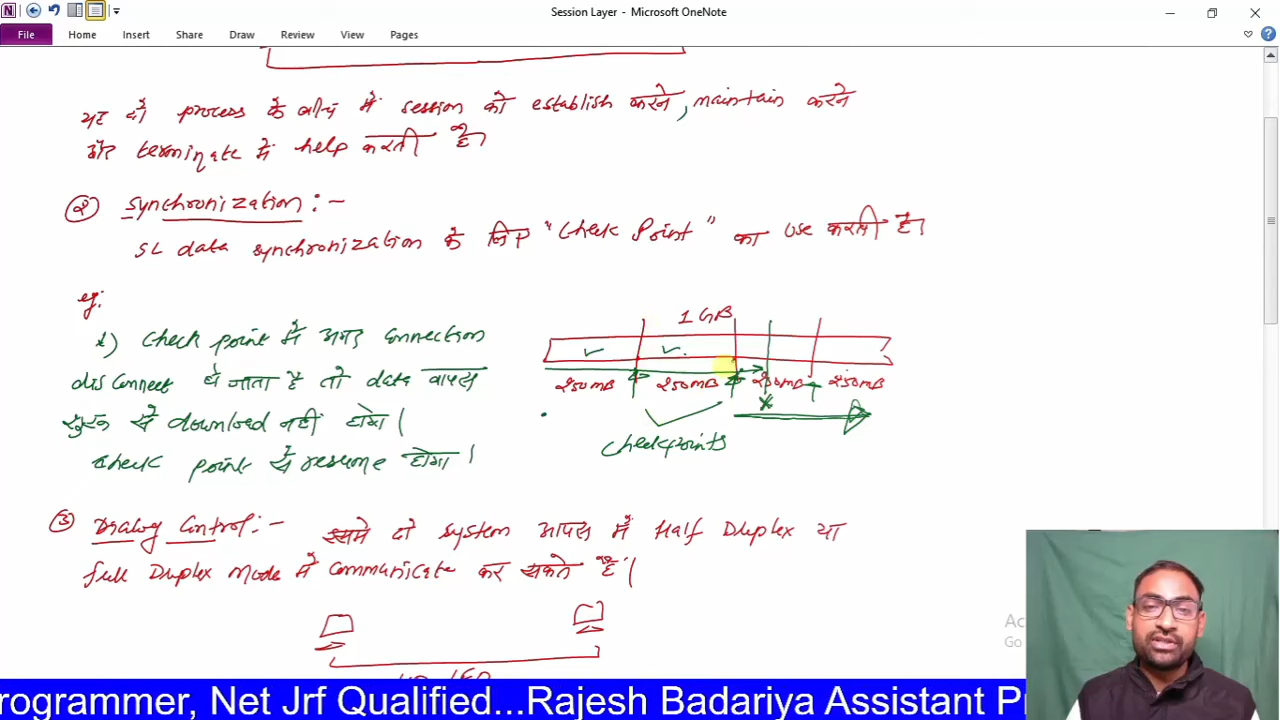 Session Layer - Microsoft OneNote
File Home Insert Share Draw Review View Pages
यह दो process के बीच में session को establish करने, maintain करने
और terminate में help करती है
② Synchronization :-
SL data synchronization के लिए "Check Point" का use करती है।
eg:
1 GB
*) Check point में अगर Connection
disconnect हो जाता है तो data वापस
250MB 250MB 250MB 250MB
शुरू से download नहीं होगा।
checkpoints
check point से resume होगा।
③ Dialog Control :- इसमें दो system आपस में Half Duplex या
full Duplex Mode में communicate कर सकते हैं।
Go
rogrammer, Net Jrf Qualified...Rajesh Badariya Assistant P